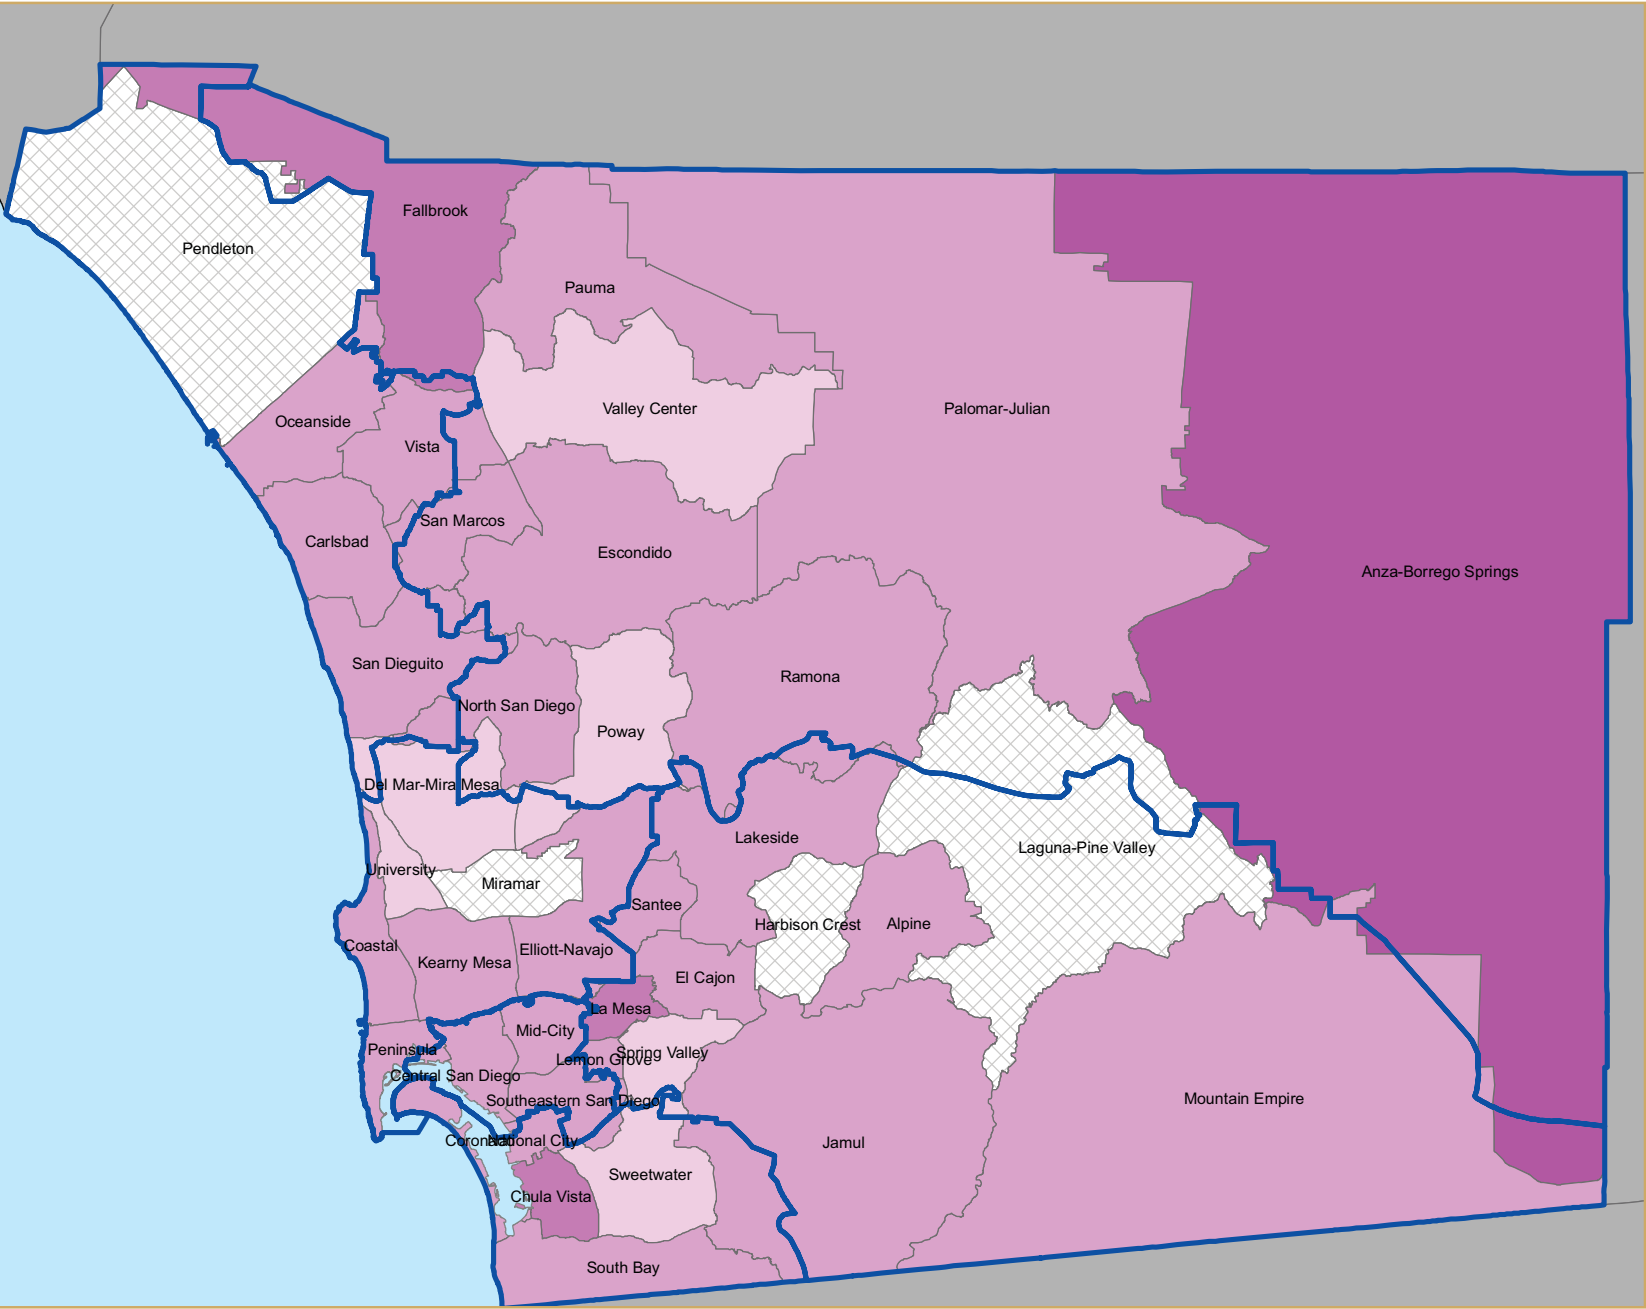 Fallbrook
Pendleton
Pauma
Valley Center
Palomar-Julian
Oceanside
Vista
San Marcos
Carlsbad
Escondido
Anza-Borrego Springs
San Dieguito
Ramona
North San Diego
Poway
Del Mar-Mira Mesa
Lakeside
Laguna-Pine Valley
University
Miramar
Santee
Harbison Crest
Alpine
Coastal
Elliott-Navajo
Kearny Mesa
El Cajon
La Mesa
Mid-City
Peninsula
Lemon Grove
Spring Valley
Central San Diego
Southeastern San Diego
Mountain Empire
Coronado
National City
Jamul
Sweetwater
Chula Vista
South Bay